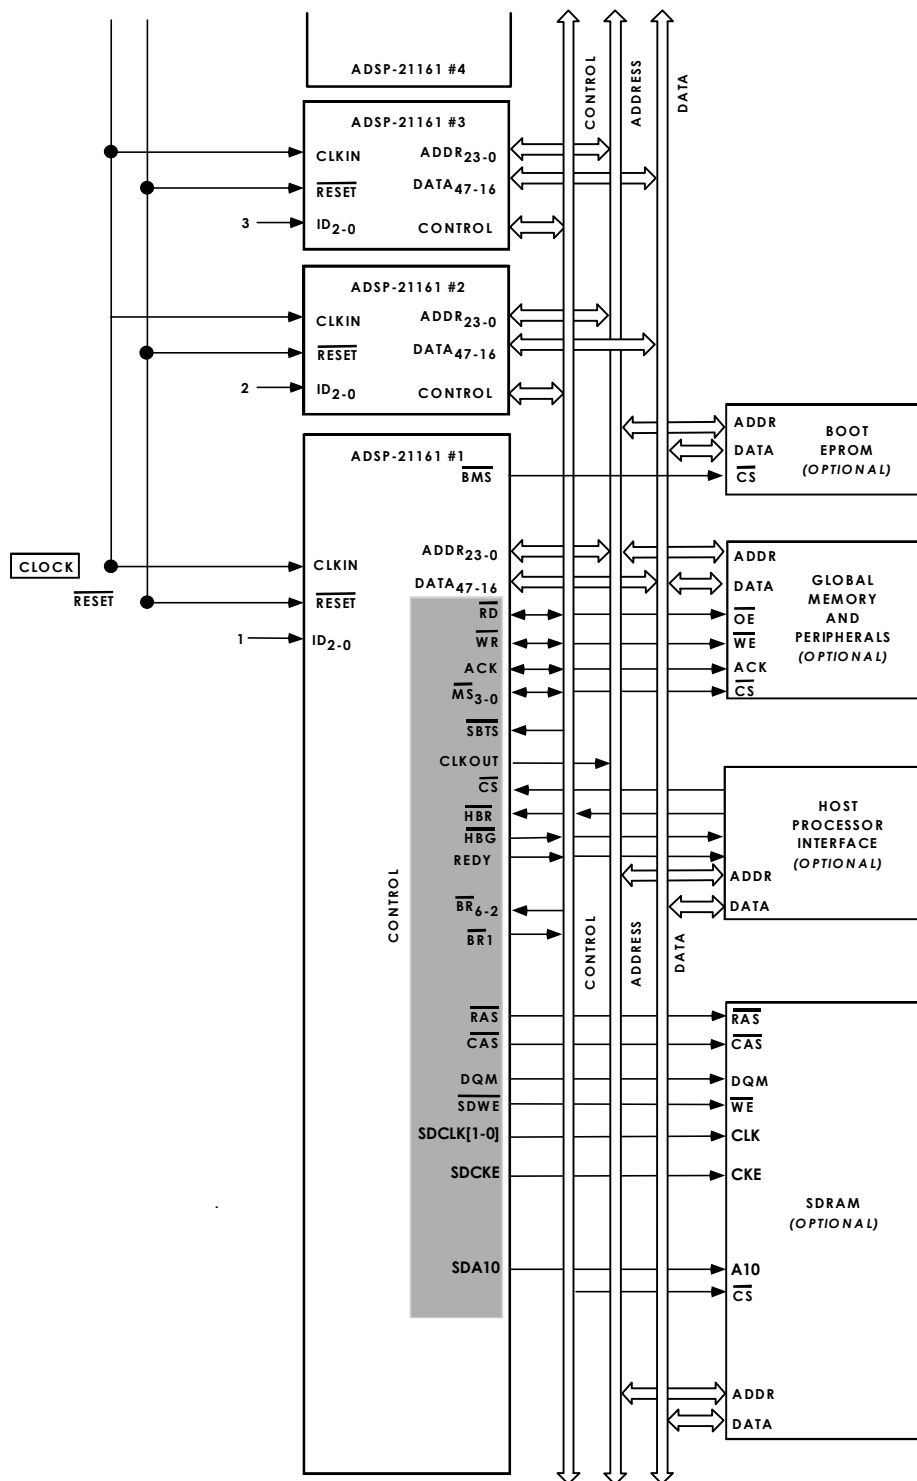 ADSP-21161 #4
CONTROL
ADDRESS
DATA
ADSP-21161 #3
CLKIN
ADDR23-0
RESET
DATA47-16
3
ID2-0
CONTROL
ADSP-21161 #2
CLKIN
ADDR23-0
RESET
DATA47-16
2
ID2-0
CONTROL
ADSP-21161 #1
BMS
ADDR
DATA
CS
BOOT
EPROM
(OPTIONAL)
CLOCK
RESET
1
CLKIN
RESET
ID2-0
ADDR23-0
DATA47-16
RD
WR
ACK
MS3-0
SBTS
CLKOUT
CS
HBR
HBG
REDY
BR6-2
BR1
RAS
CAS
DQM
SDWE
SDCLK[1-0]
SDCKE
SDA10
CONTROL
CONTROL
ADDRESS
DATA
ADDR
DATA
OE
WE
ACK
CS
GLOBAL
MEMORY
AND
PERIPHERALS
(OPTIONAL)
HOST
PROCESSOR
INTERFACE
(OPTIONAL)
ADDR
DATA
RAS
CAS
DQM
WE
CLK
CKE
A10
CS
SDRAM
(OPTIONAL)
ADDR
DATA